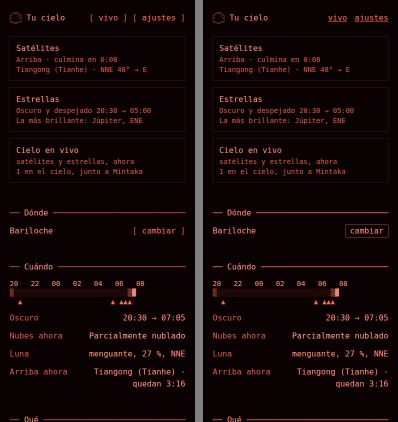 Tu cielo [ vivo ] [ ajustes ]
Satélites
Arriba · culmina en 0:08
Tiangong (Tianhe) · NNE 48° → E
Estrellas
Oscuro y despejado 20:30 → 05:00
La más brillante: Júpiter, ENE
Cielo en vivo
satélites y estrellas, ahora
1 en el cielo, junto a Mintaka
Dónde
Bariloche [ cambiar ]
Cuándo
20 22 00 02 04 06 08
Oscuro 20:30 → 07:05
Nubes ahora Parcialmente nublado
Luna menguante, 27 %, NNE
Arriba ahora Tiangong (Tianhe) ·
quedan 3:16
Qué
Tu cielo vivo ajustes
Satélites
Arriba · culmina en 0:08
Tiangong (Tianhe) · NNE 48° → E
Estrellas
Oscuro y despejado 20:30 → 05:00
La más brillante: Júpiter, ENE
Cielo en vivo
satélites y estrellas, ahora
1 en el cielo, junto a Mintaka
Dónde
Bariloche cambiar
Cuándo
20 22 00 02 04 06 08
Oscuro 20:30 → 07:05
Nubes ahora Parcialmente nublado
Luna menguante, 27 %, NNE
Arriba ahora Tiangong (Tianhe) ·
quedan 3:16
Qué